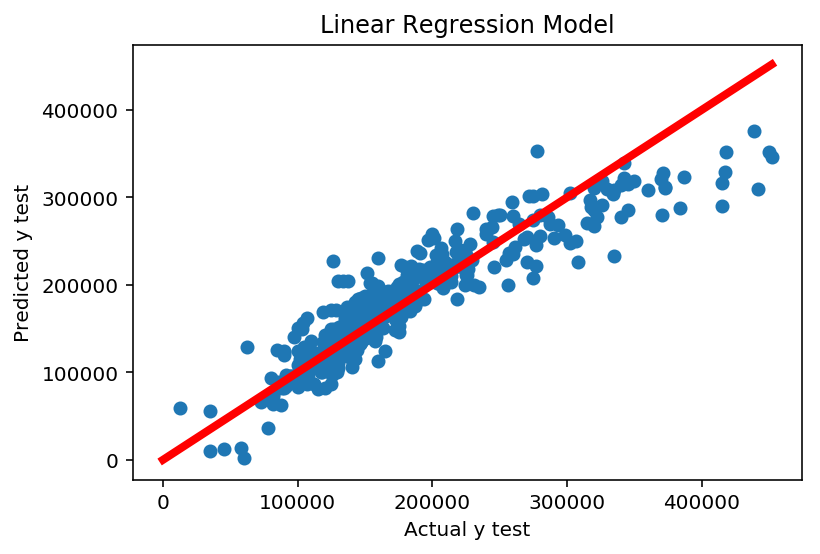 Linear Regression Model
400000
300000
200000
100000
0
Predicted y test
0 100000 200000 300000 400000
Actual y test